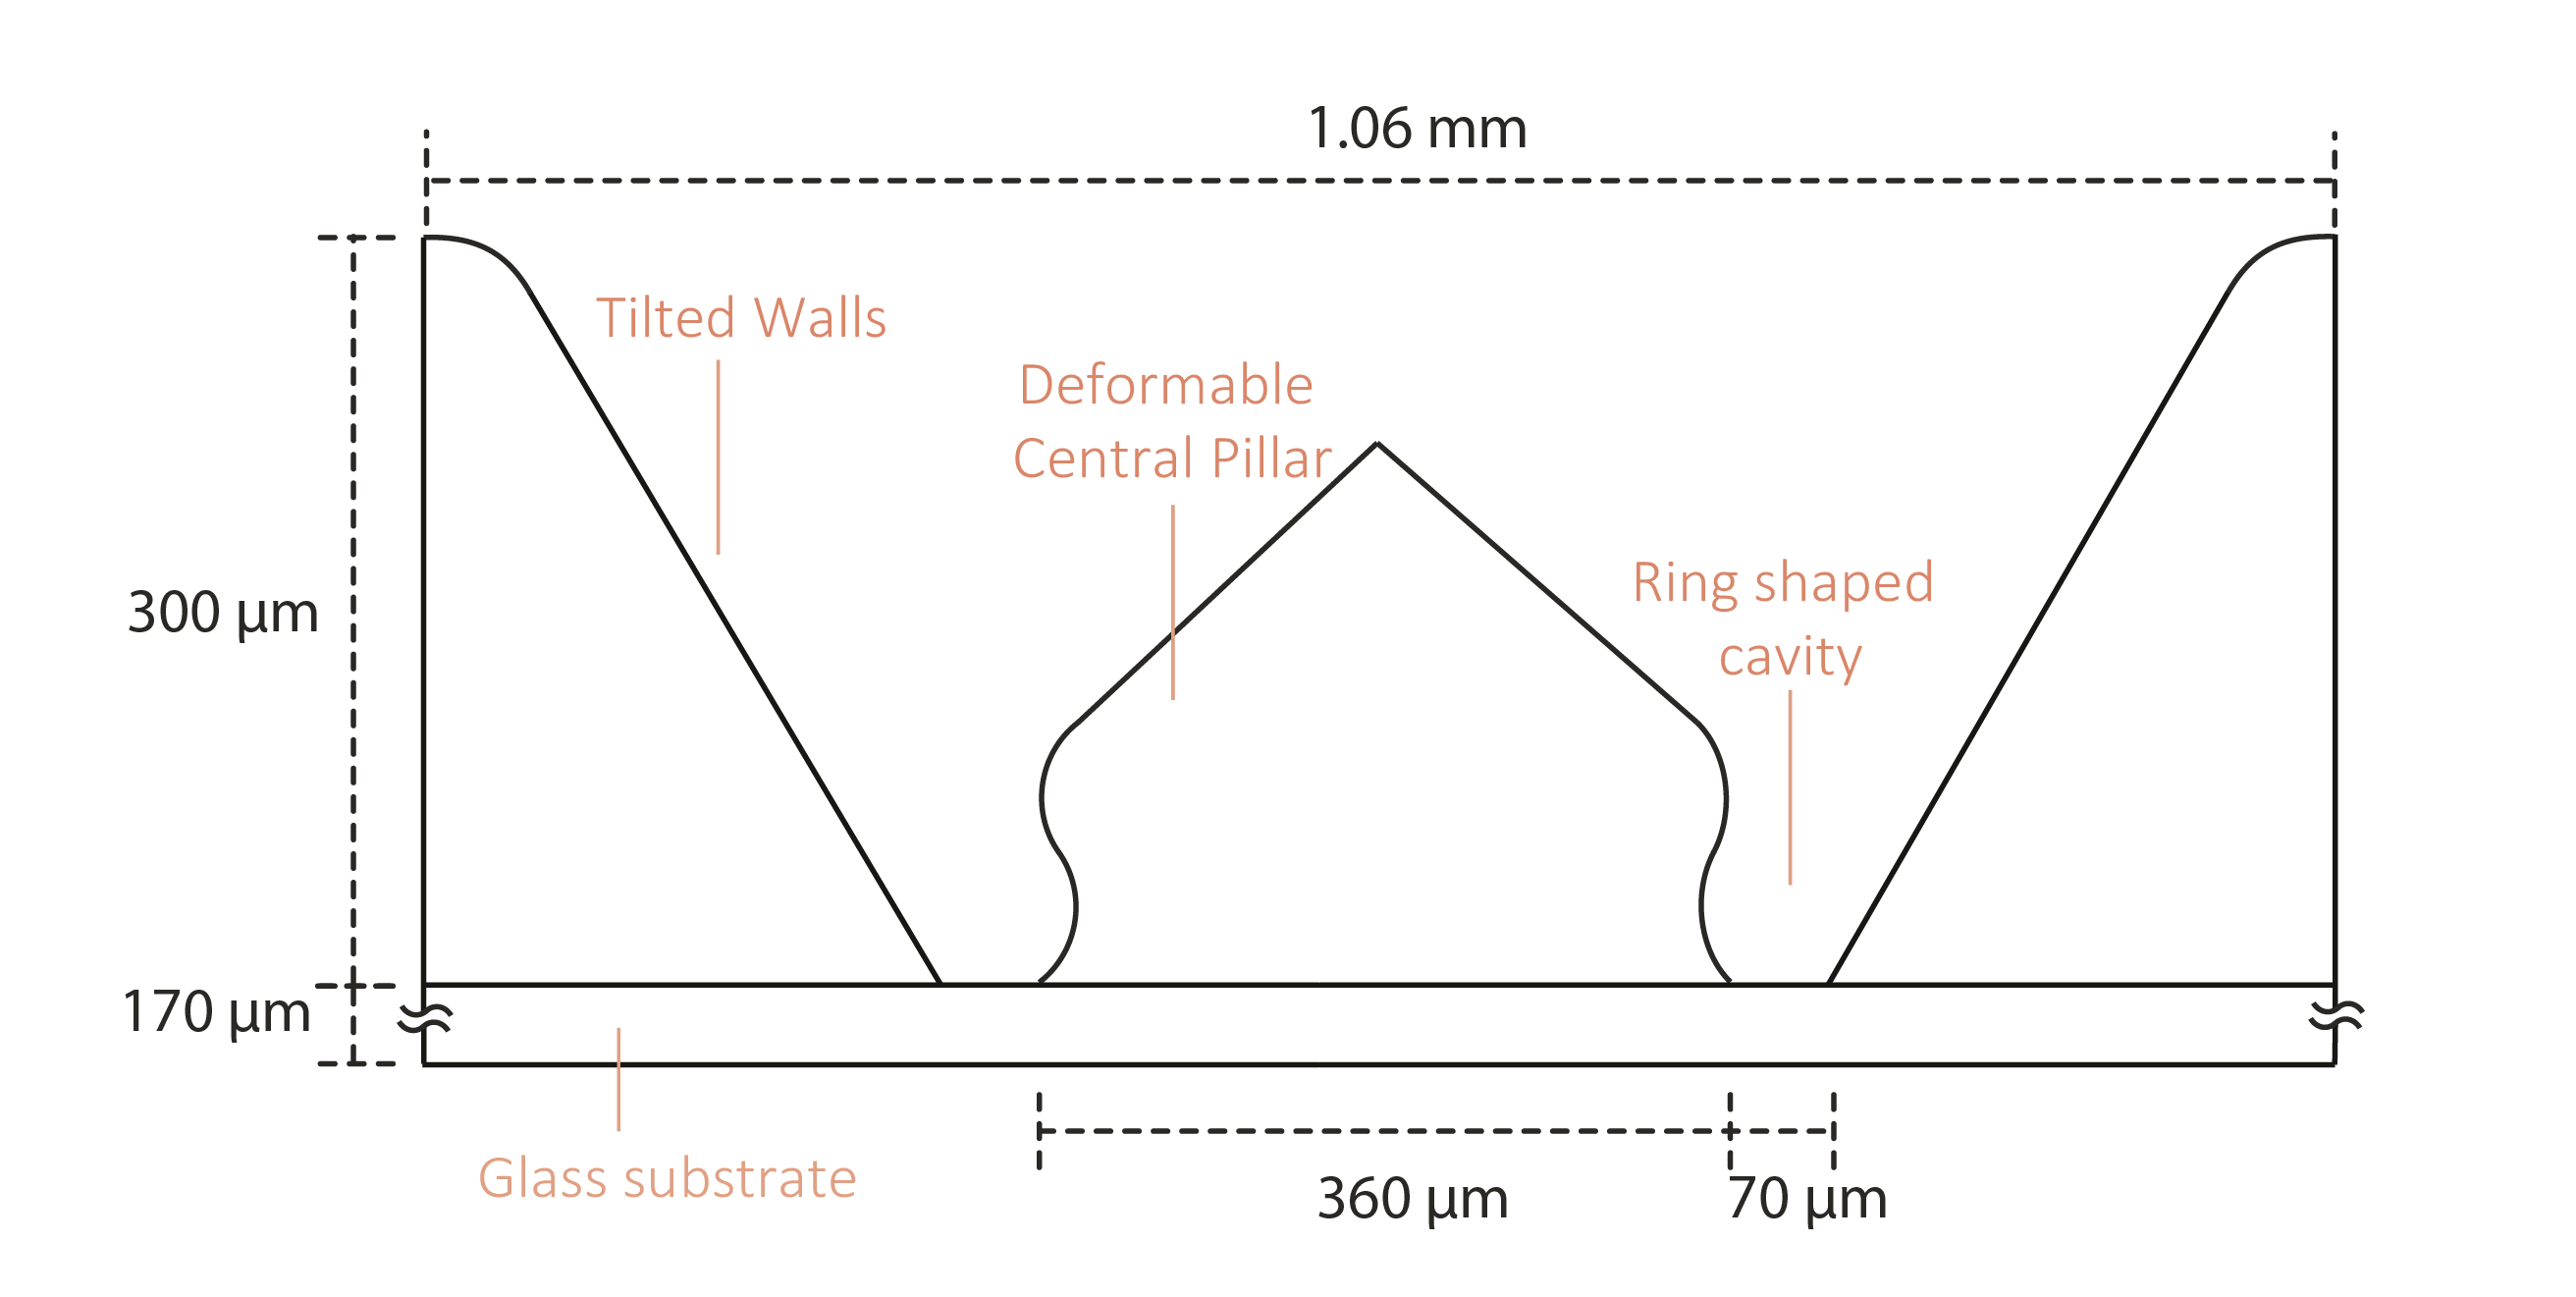 1.06 mm
Tilted Walls
Deformable
Central Pillar
Ring shaped
cavity
300 µm
170 µm
Glass substrate
360 µm
70 µm